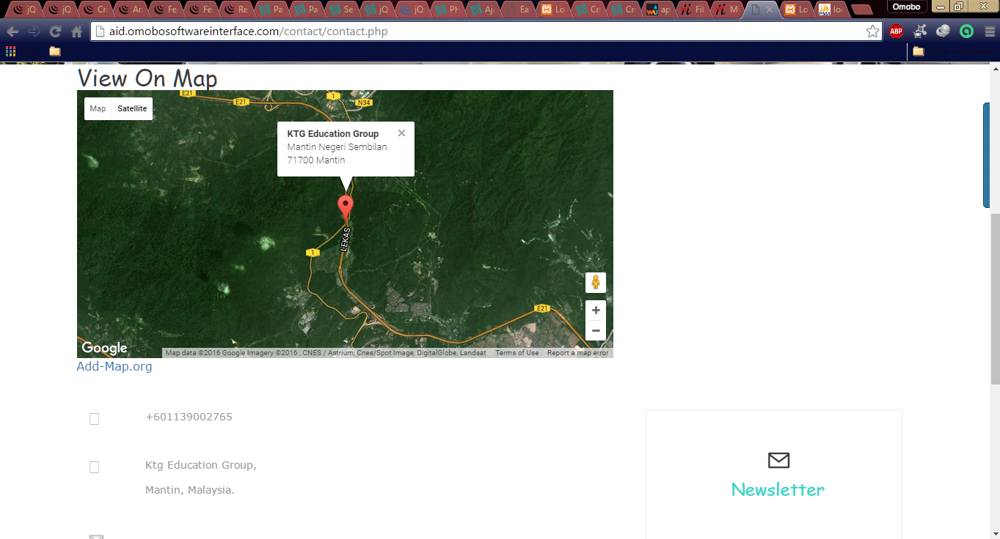 jQ
jQ
Cr
Ar
Fe
Fe
Re
Pa
Pa
Se
jQ
jQ
PH
Aja
Ea
Lo
Cr
Cr
ap
Fil
M
Lo
loc
Omobo
aid.omobosoftwareinterface.com/contact/contact.php
ABP
View On Map
Map
Satellite
E21
E21
1
N34
KTG Education Group
Mantin Negeri Sembilan
71700 Mantin
LEKAS
1
E21
Google
Map data ©2016 Google Imagery ©2016 , CNES / Astrium, Cnes/Spot Image, DigitalGlobe, Landsat
Terms of Use
Report a map error
Add-Map.org
+601139002765
Ktg Education Group,
Mantin, Malaysia.
Newsletter